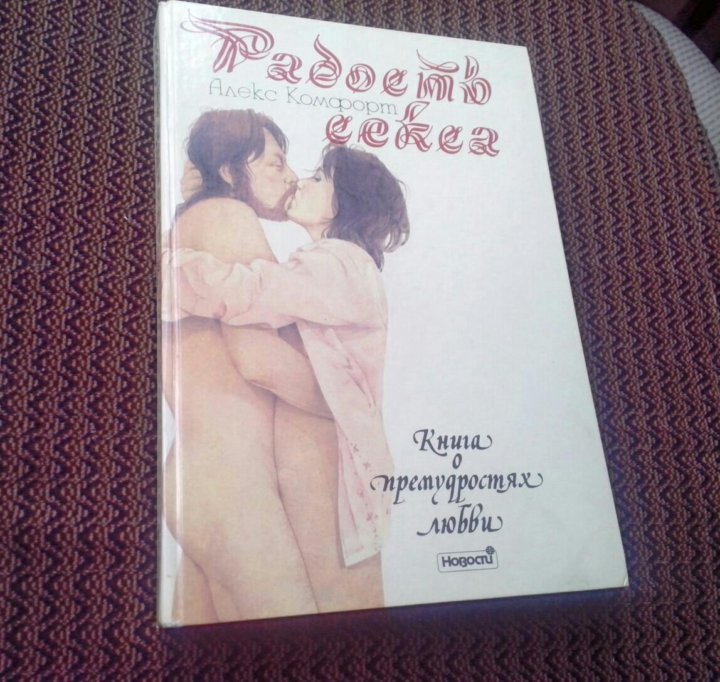 Радость
Алекс Комфорт
секса
Книга
о
премудростях
любви
Новости